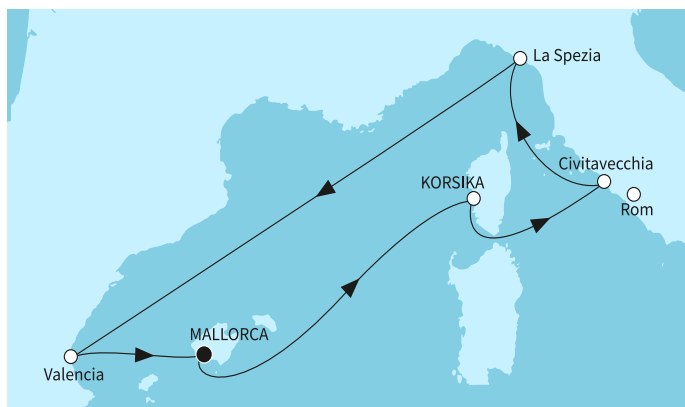 La Spezia
Civitavecchia
KORSIKA
Rom
MALLORCA
Valencia